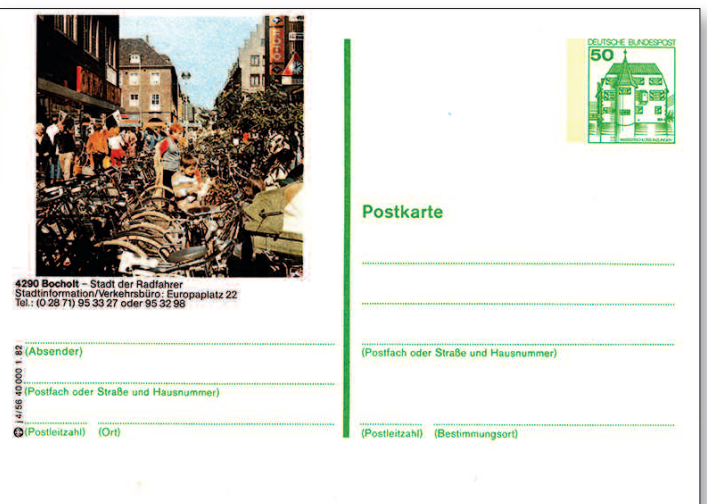 4290 Bocholt – Stadt der Radfahrer
Stadtinformation/Verkehrsbüro: Europaplatz 22
Tel.: (0 28 71) 95 33 27 oder 95 32 98
(Absender)
(Postfach oder Straße und Hausnummer)
(Postleitzahl) (Ort)
j 4/56 40 000 1. 82
DEUTSCHE BUNDESPOST
50
Postkarte
(Postfach oder Straße und Hausnummer)
(Postleitzahl) (Bestimmungsort)